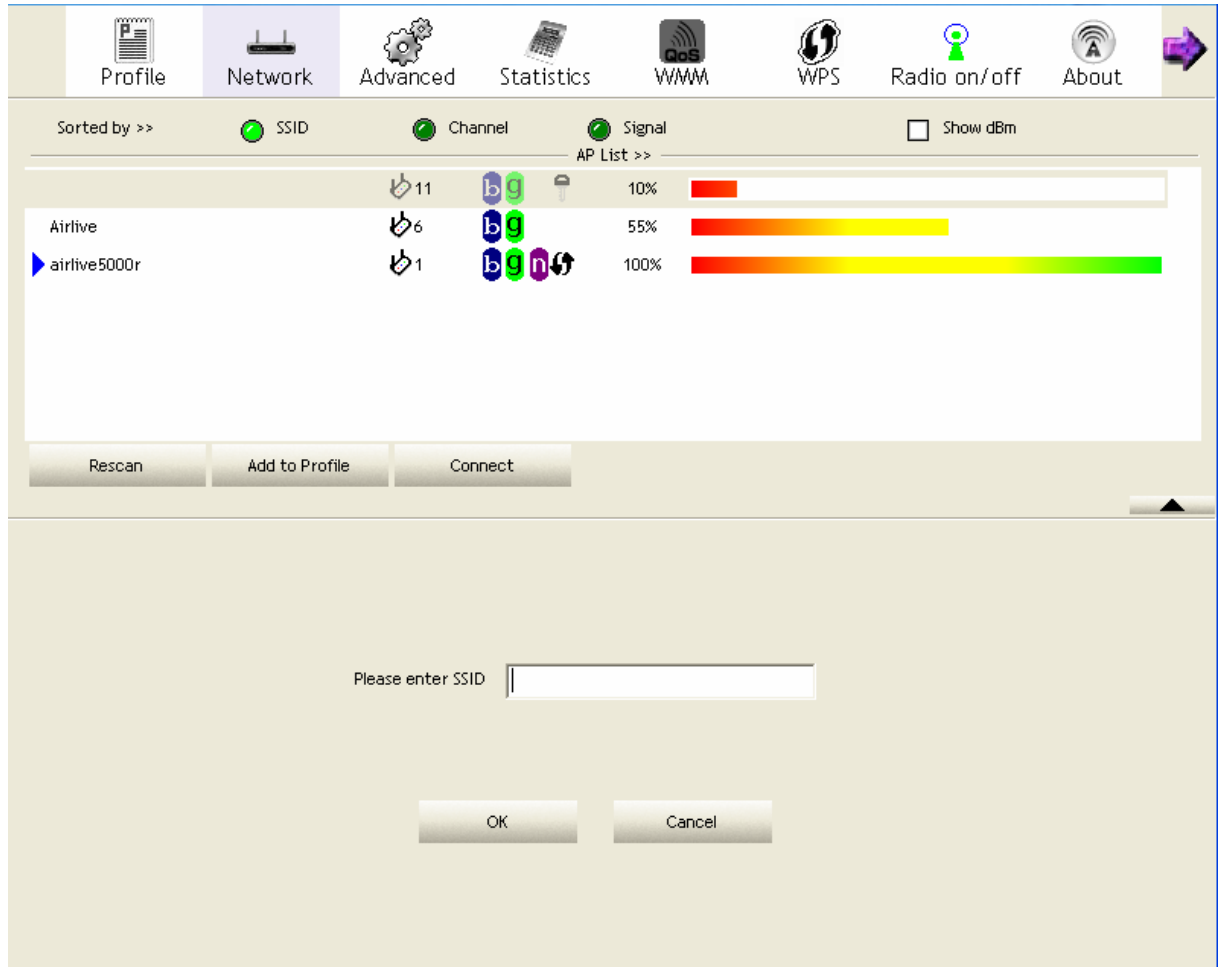 Profile Network Advanced Statistics QoS WMM WPS Radio on/off About
Sorted by >> SSID Channel Signal Show dBm
AP List >>
11 b g 10%
Airlive 6 b g 55%
airlive5000r 1 b g n 100%
Rescan Add to Profile Connect
Please enter SSID
OK Cancel